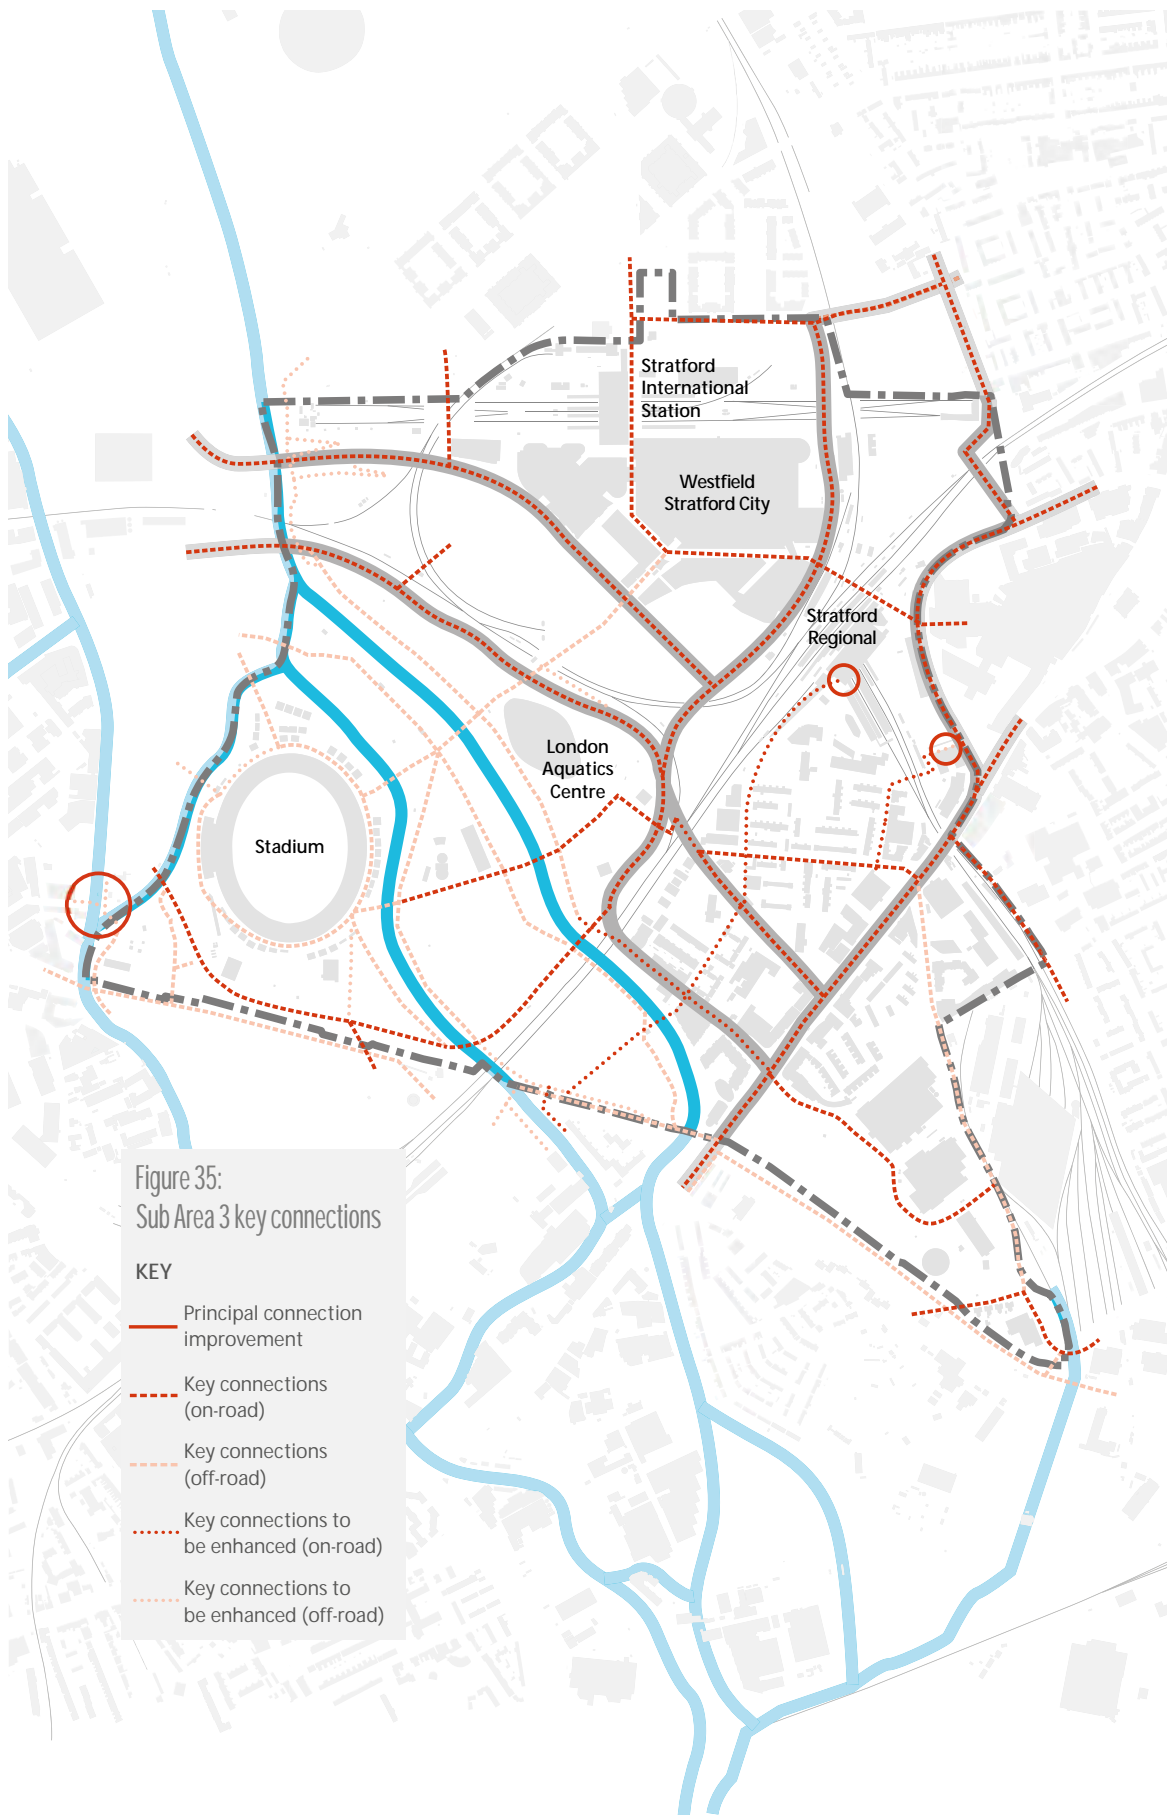 Stratford
International
Station
Westfield
Stratford City
Stratford
Regional
London
Aquatics
Centre
Stadium
Figure 35:
Sub Area 3 key connections
KEY
Principal connection
improvement
Key connections
(on-road)
Key connections
(off-road)
Key connections to
be enhanced (on-road)
Key connections to
be enhanced (off-road)